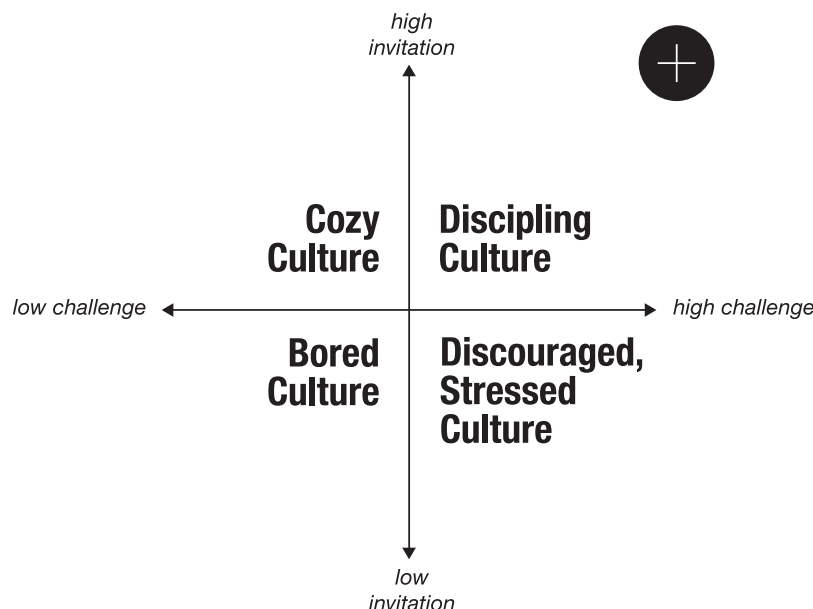 high
invitation
Cozy
Culture
Discipling
Culture
low challenge
high challenge
Bored
Culture
Discouraged,
Stressed
Culture
low
invitation